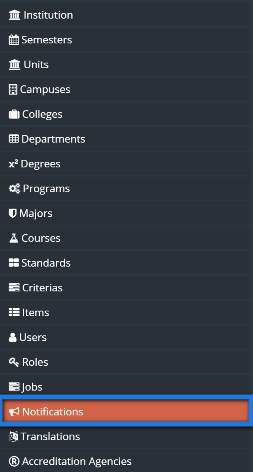 Institution
Semesters
Units
Campuses
Colleges
Departments
x² Degrees
Programs
Majors
Courses
Standards
Criterias
Items
Users
Roles
Jobs
Notifications
Translations
Accreditation Agencies